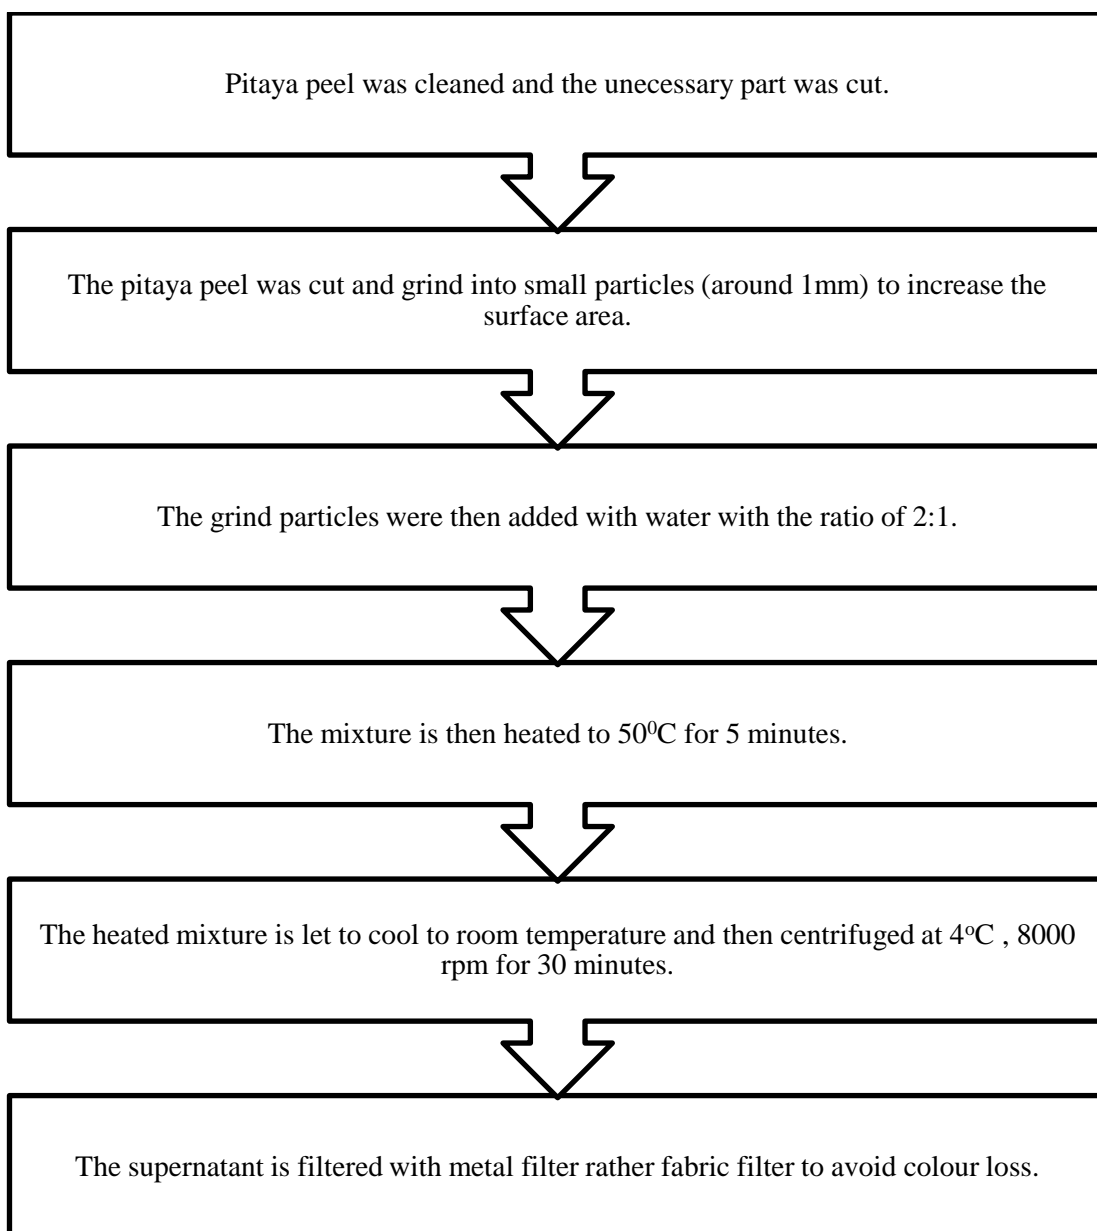 Pitaya peel was cleaned and the unecessary part was cut.
The pitaya peel was cut and grind into small particles (around 1mm) to increase the
surface area.
The grind particles were then added with water with the ratio of 2:1.
The mixture is then heated to 50⁰C for 5 minutes.
The heated mixture is let to cool to room temperature and then centrifuged at 4ᵒC , 8000
rpm for 30 minutes.
The supernatant is filtered with metal filter rather fabric filter to avoid colour loss.